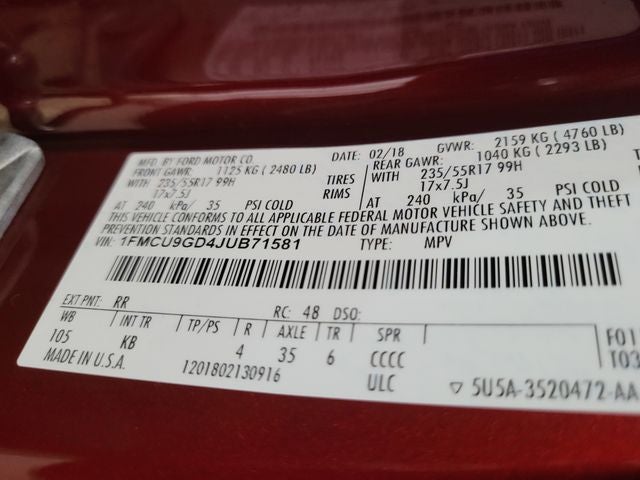 MFD. BY FORD MOTOR CO.
DATE: 02/18 GVWR: 2159 KG ( 4760 LB)
FRONT GAWR: 1125 KG ( 2480 LB) REAR GAWR: 1040 KG ( 2293 LB)
WITH 235/55R17 99H TIRES WITH 235/55R17 99H
17x7.5J RIMS 17x7.5J
AT 240 kPa/ 35 PSI COLD AT 240 kPa/ 35 PSI COLD
THIS VEHICLE CONFORMS TO ALL APPLICABLE FEDERAL MOTOR VEHICLE SAFETY AND THEFT
PREVENTION STANDARDS IN EFFECT ON THE DATE OF MANUFACTURE SHOWN ABOVE.
VIN: 1FMCU9GD4JUB71581 TYPE: MPV
EXT PNT: RR RC: 48 DSO:
WB INT TR TP/PS R AXLE TR SPR
105 KB 4 35 6 CCCC F01
MADE IN U.S.A. 1201802130916 ULC T03
5U5A-3520472-AA